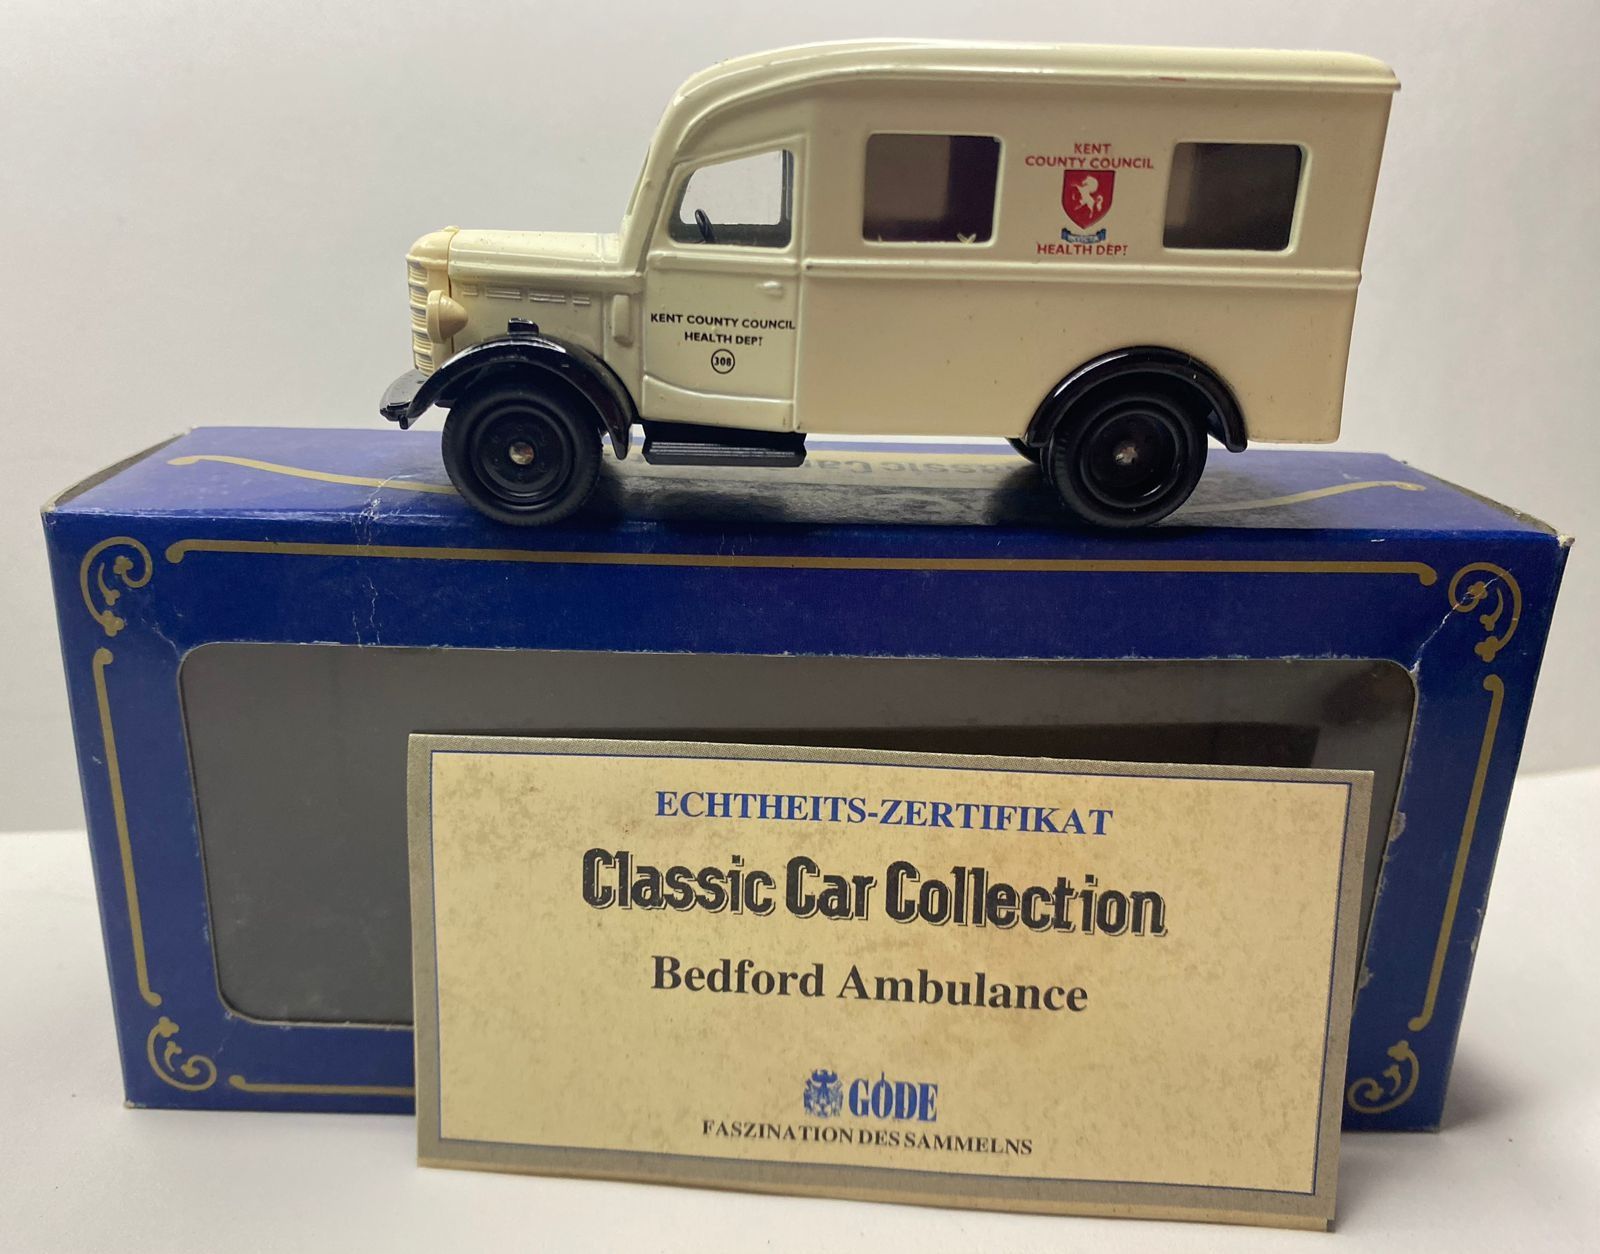 KENT
COUNTY COUNCIL
INVICTA
HEALTH DEPT
KENT COUNTY COUNCIL
HEALTH DEPT
308
ECHTHEITS-ZERTIFIKAT
Classic Car Collection
Bedford Ambulance
GÖDE
FASZINATION DES SAMMELNS